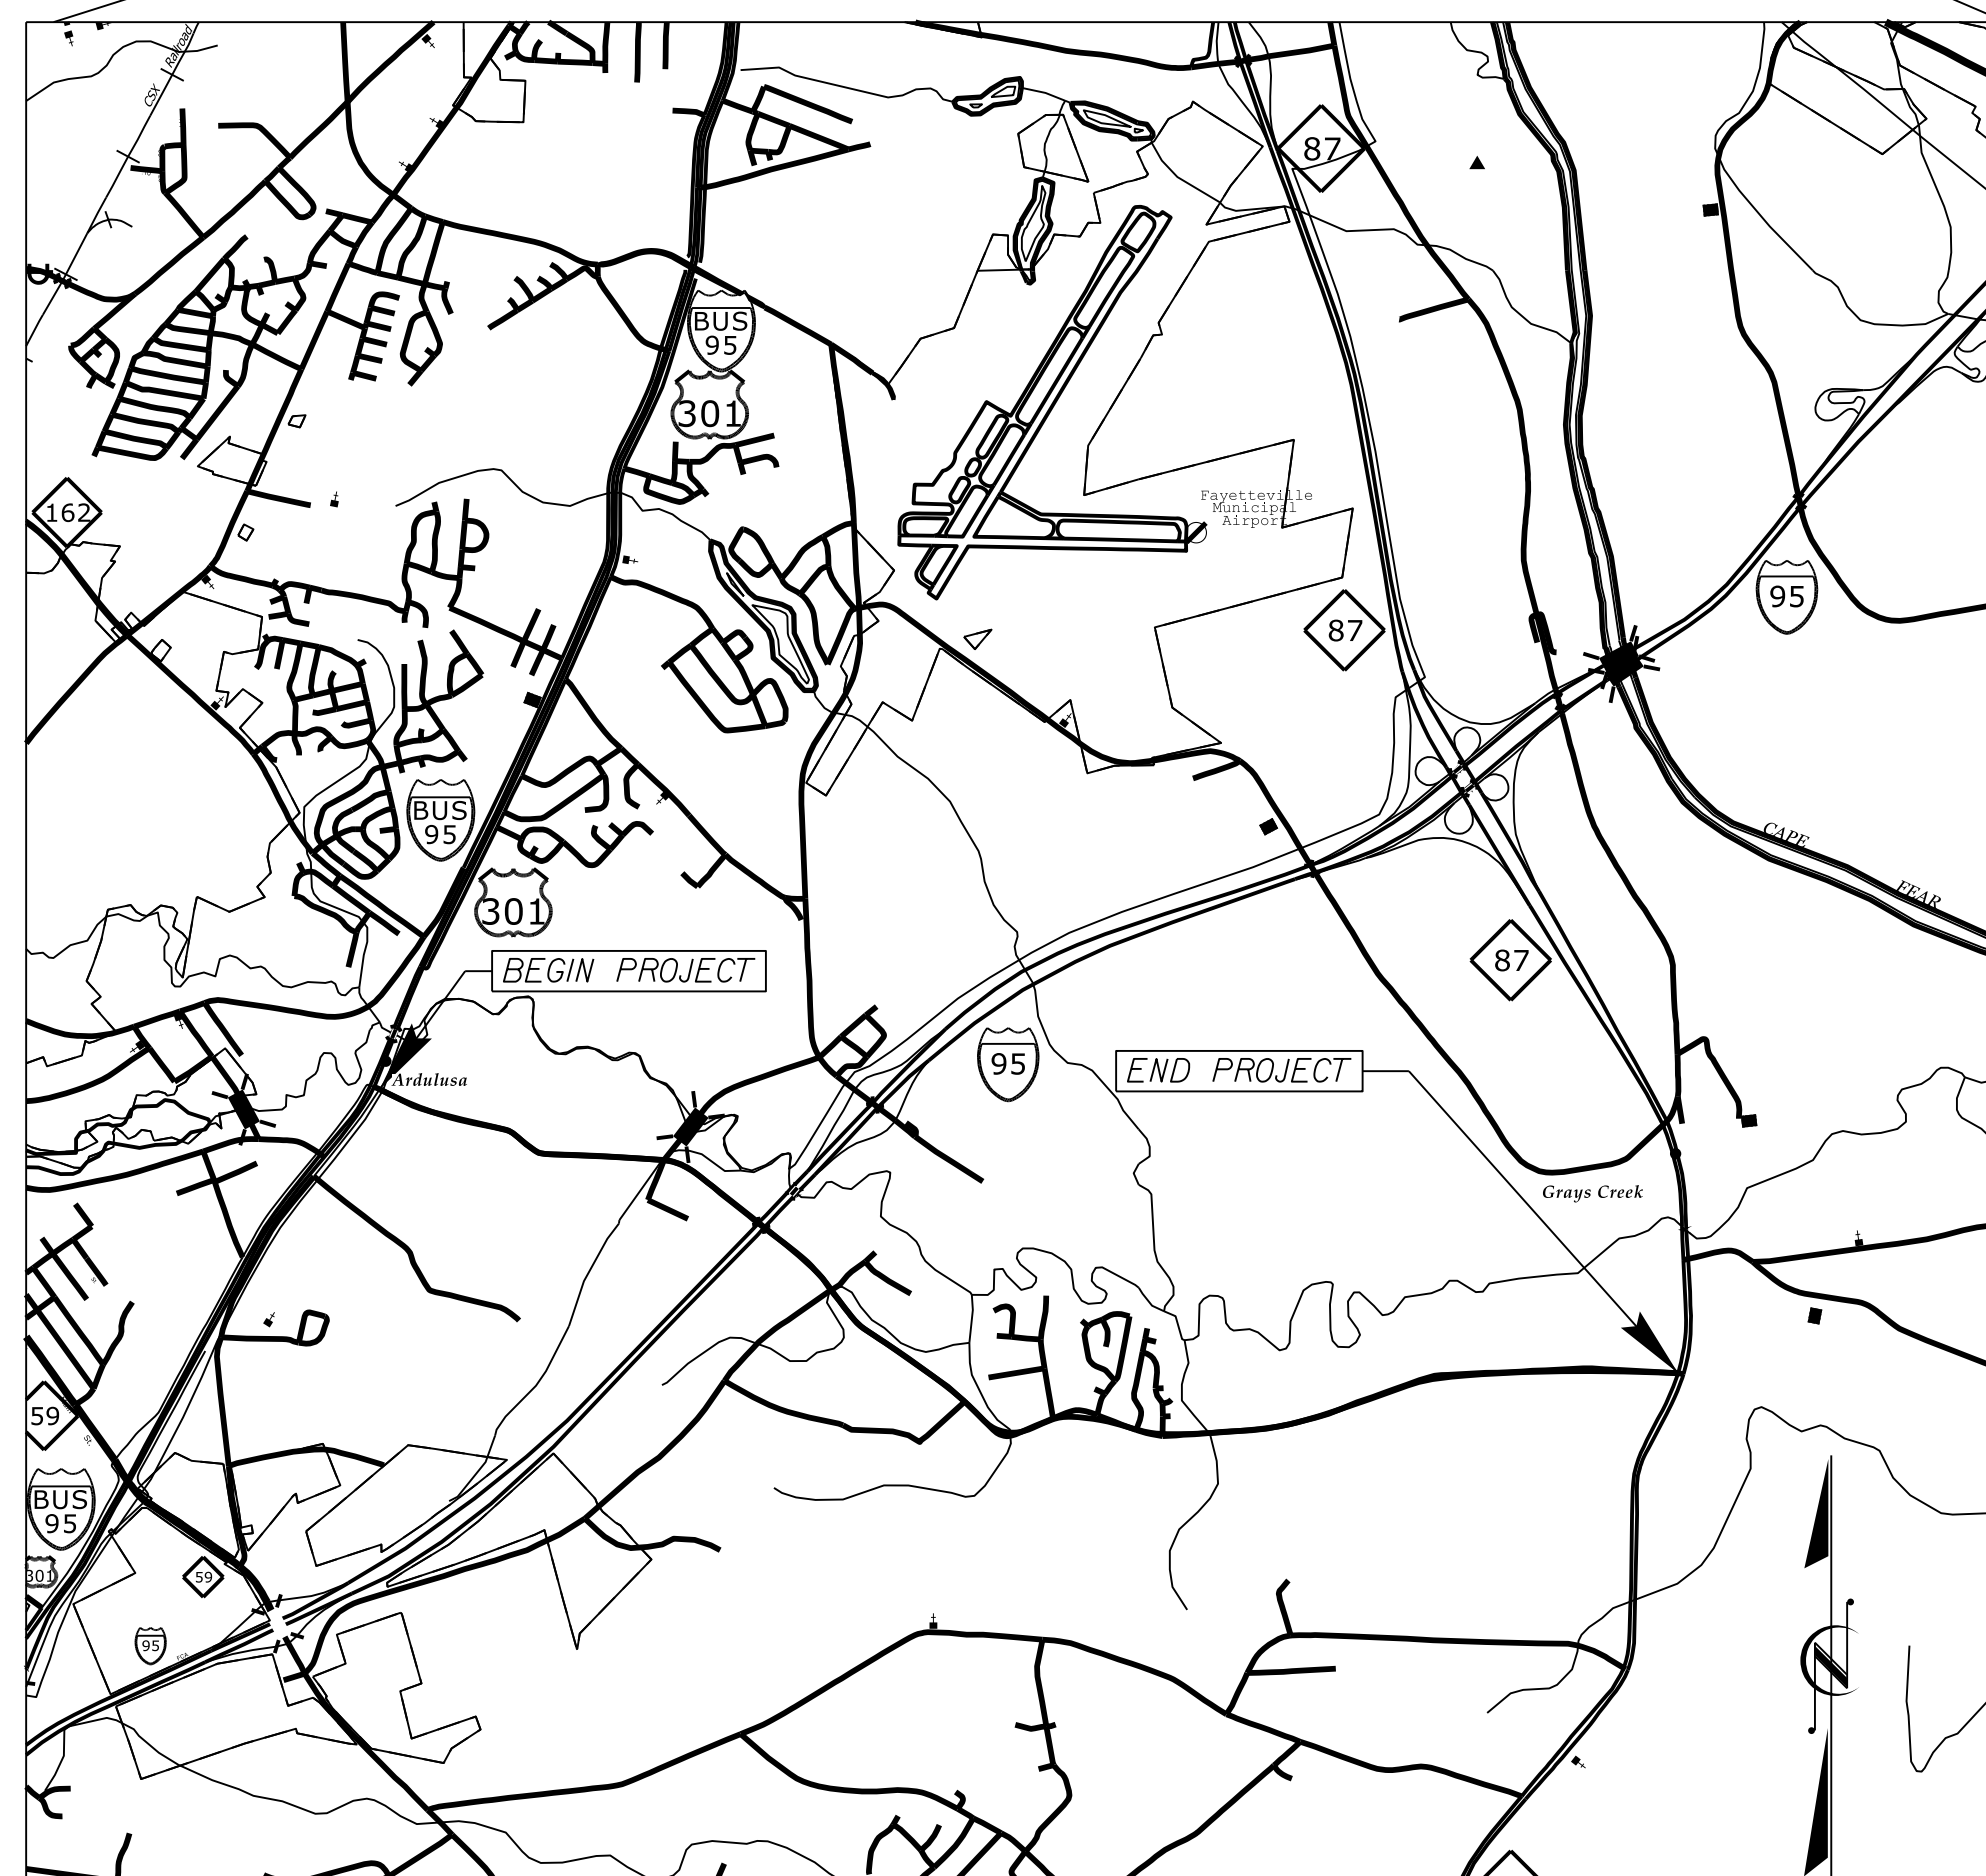 CSX Railroad
87
BUS
95
301
162
Fayetteville
Municipal
Airport
95
87
BUS
95
301
CAPE
FEAR
87
BEGIN PROJECT
95
END PROJECT
Ardulusa
Grays Creek
59
St.
BUS
95
301
59
95